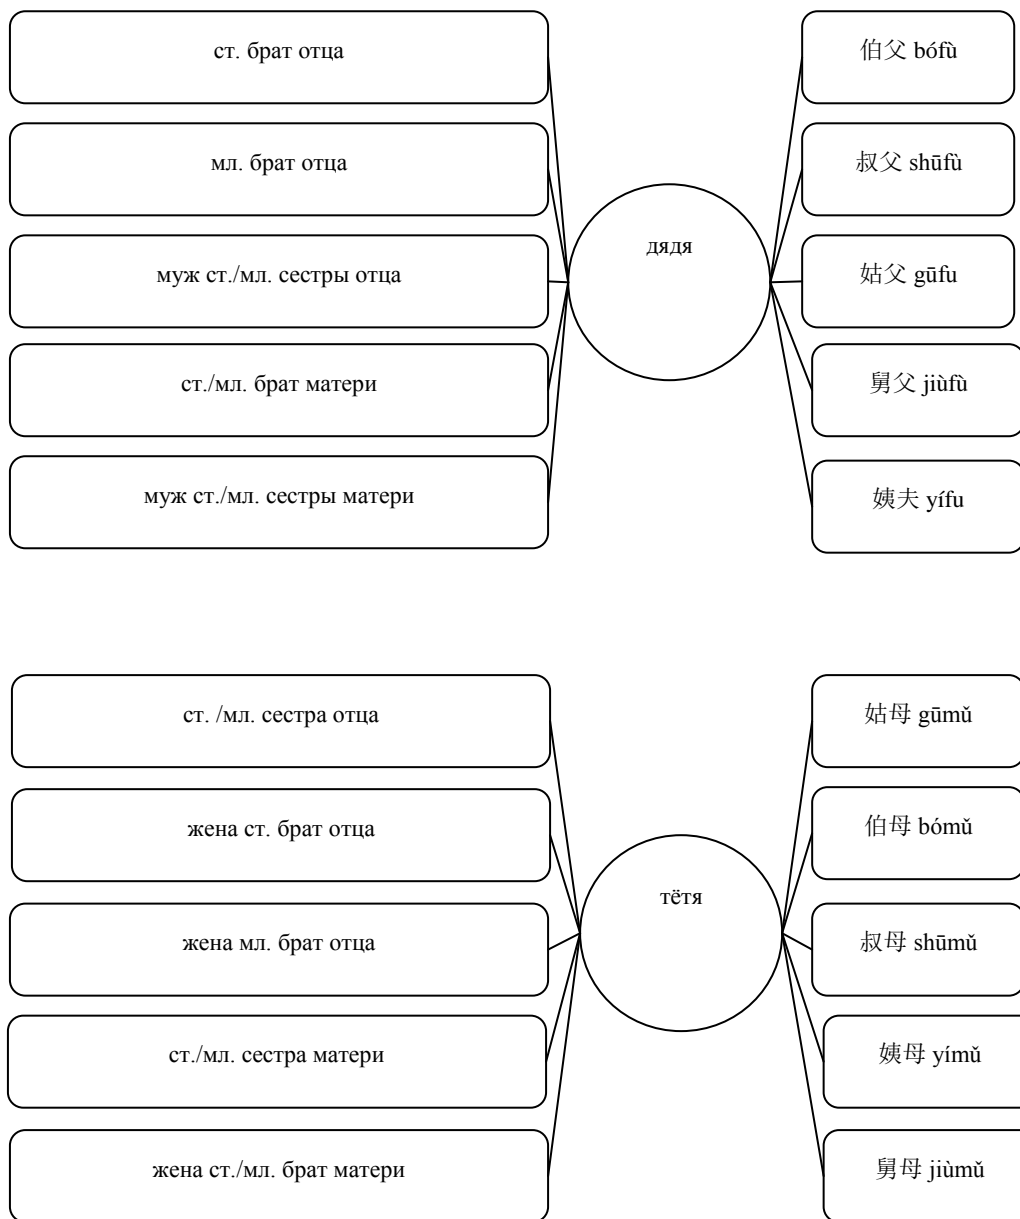 ст. брат отца
伯父 bófù
мл. брат отца
叔父 shūfù
дядя
муж ст./мл. сестры отца
姑父 gūfu
ст./мл. брат матери
舅父 jiùfù
муж ст./мл. сестры матери
姨夫 yífu
ст. /мл. сестра отца
姑母 gūmǔ
жена ст. брат отца
伯母 bómǔ
тётя
жена мл. брат отца
叔母 shūmǔ
ст./мл. сестра матери
姨母 yímǔ
жена ст./мл. брат матери
舅母 jiùmǔ